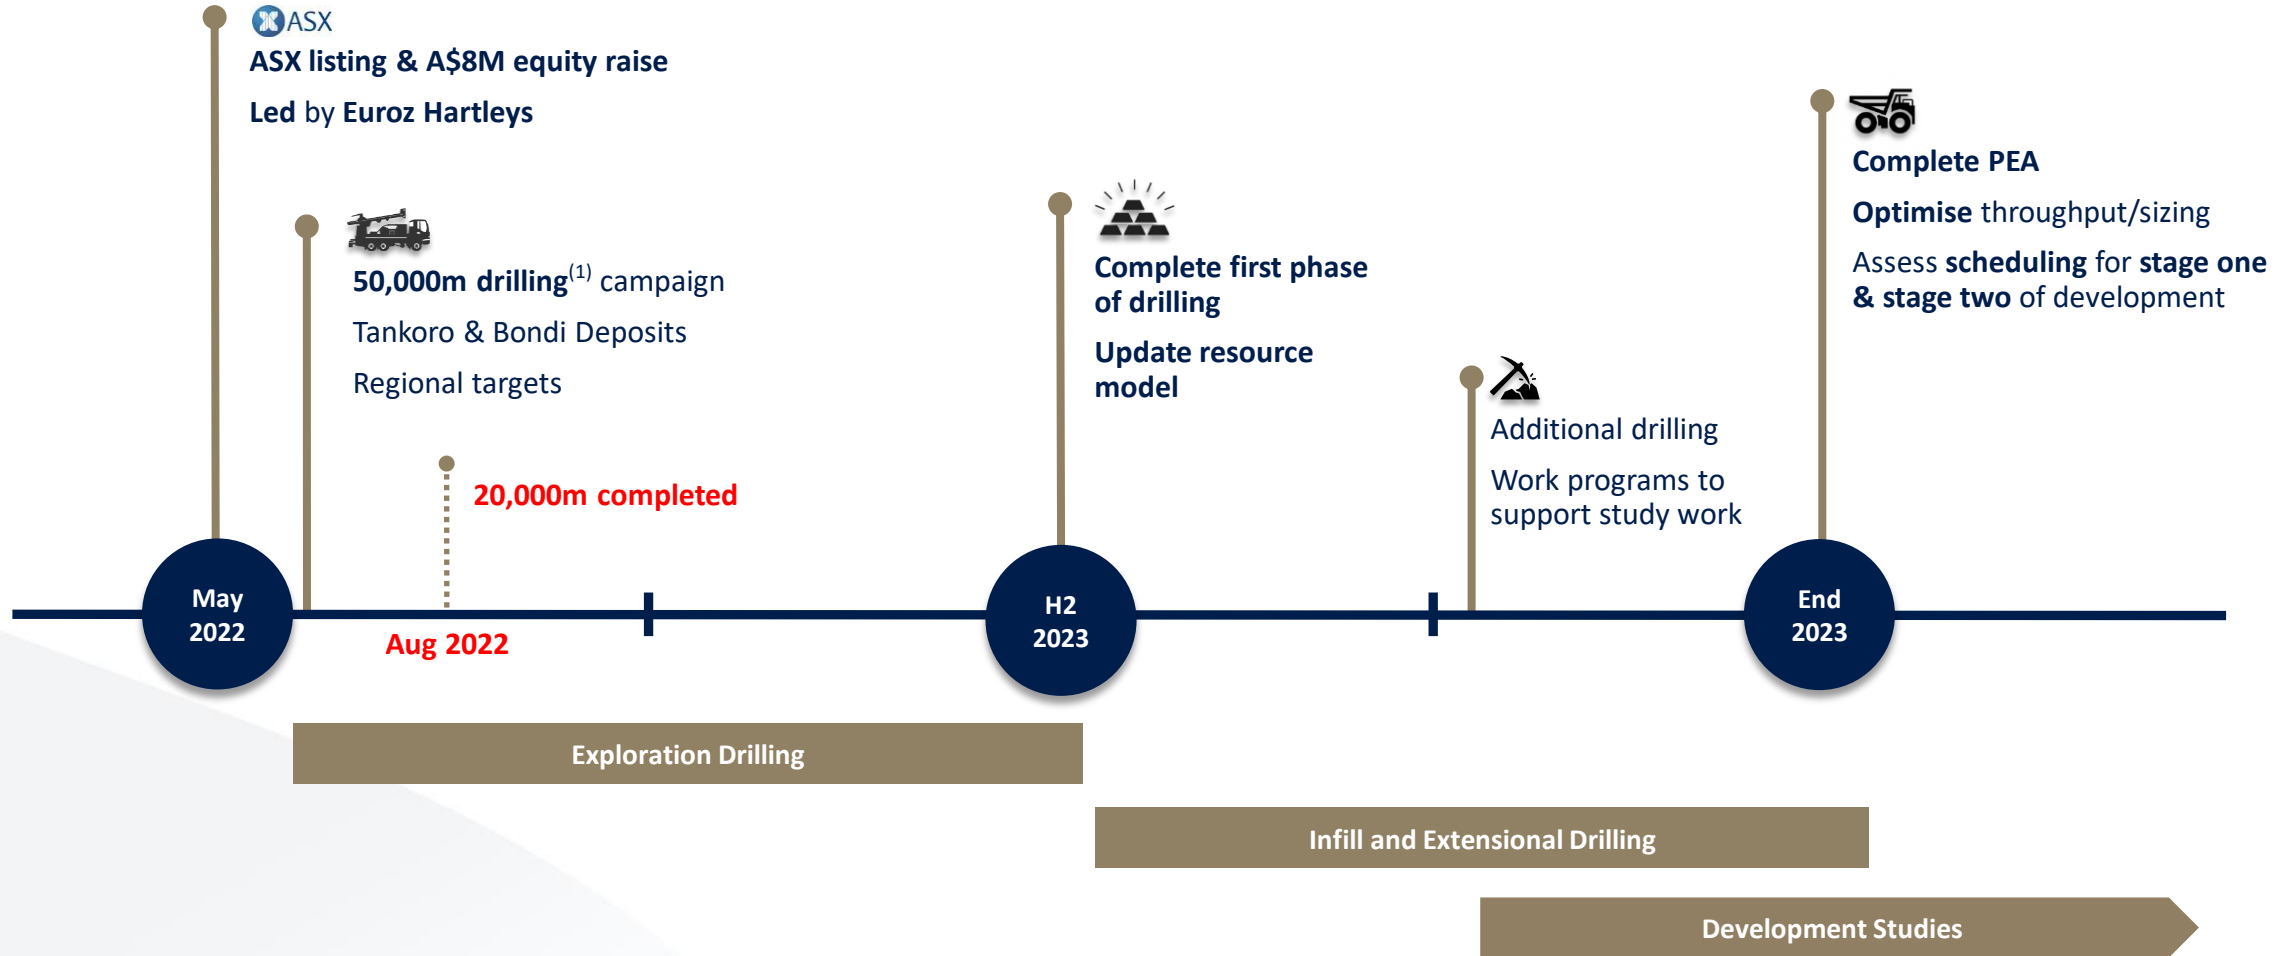 ASX
ASX listing & A$8M equity raise
Led by Euroz Hartleys
50,000m drilling(1) campaign
Tankoro & Bondi Deposits
Regional targets
20,000m completed
Complete first phase
of drilling
Update resource
model
Additional drilling
Work programs to
support study work
Complete PEA
Optimise throughput/sizing
Assess scheduling for stage one
& stage two of development
May
2022
Aug 2022
H2
2023
End
2023
Exploration Drilling
Infill and Extensional Drilling
Development Studies